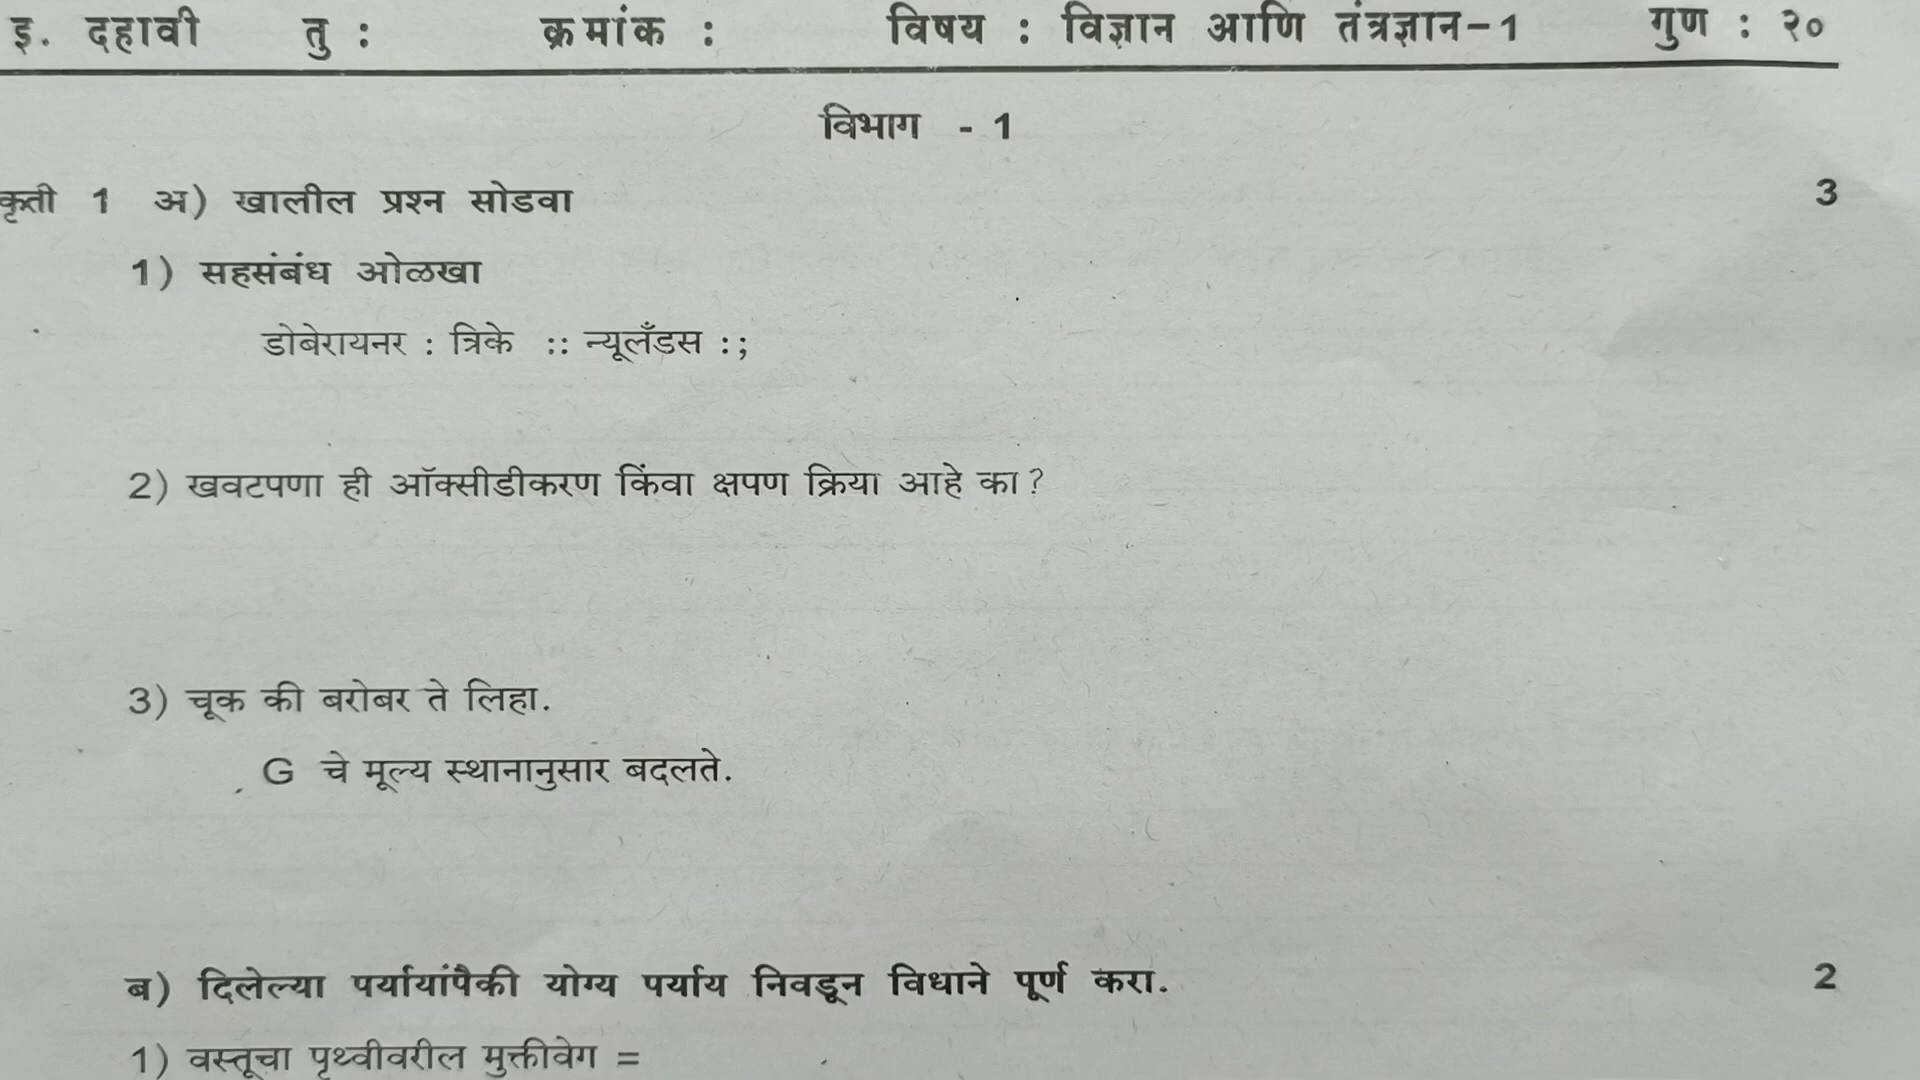 इ. दहावी तु : क्रमांक : विषय : विज्ञान आणि तंत्रज्ञान-1 गुण : २०
विभाग - 1
कृती 1 अ) खालील प्रश्न सोडवा 3
1) सहसंबंध ओळखा
डोबेरायनर : त्रिके :: न्यूलँडस :;
2) खवटपणा ही ऑक्सीडीकरण किंवा क्षपण क्रिया आहे का?
3) चूक की बरोबर ते लिहा.
G चे मूल्य स्थानानुसार बदलते.
ब) दिलेल्या पर्यायांपैकी योग्य पर्याय निवडून विधाने पूर्ण करा. 2
1) वस्तूचा पृथ्वीवरील मुक्तीवेग =